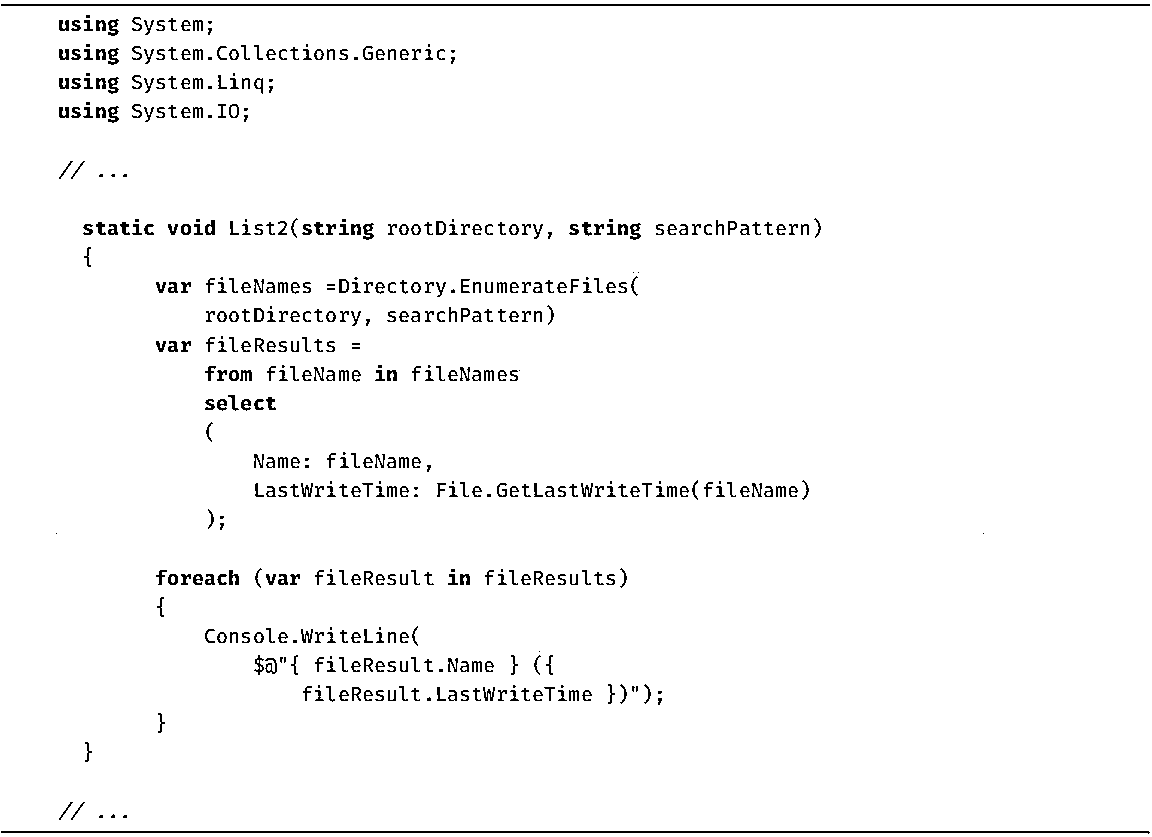 using System;
using System.Collections.Generic;
using System.Linq;
using System.IO;

// ...

  static void List2(string rootDirectory, string searchPattern)
  {
        var fileNames =Directory.EnumerateFiles(
            rootDirectory, searchPattern)
        var fileResults =
            from fileName in fileNames
            select
            (
                Name: fileName,
                LastWriteTime: File.GetLastWriteTime(fileName)
            );

        foreach (var fileResult in fileResults)
        {
            Console.WriteLine(
                $@"{ fileResult.Name } ({
                    fileResult.LastWriteTime })");
        }
  }

// ...